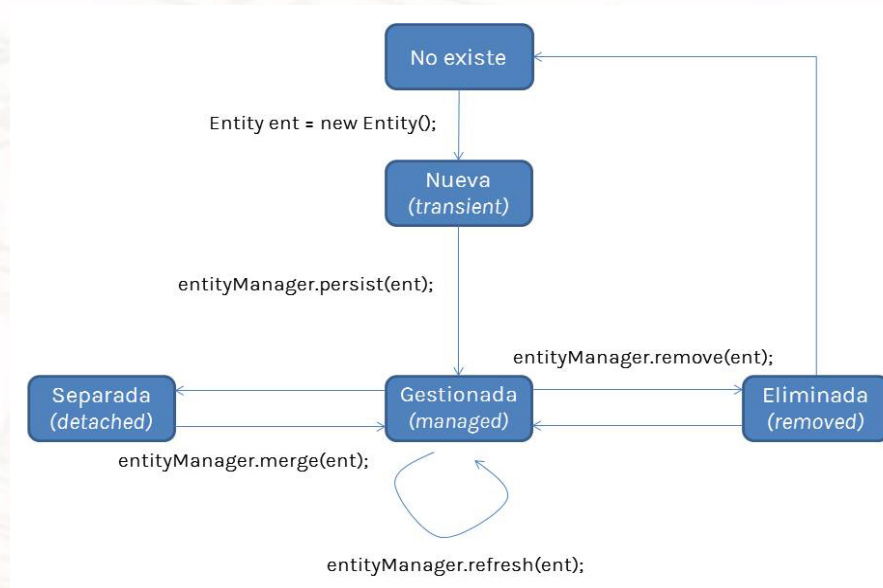 No existe
Entity ent = new Entity();
Nueva
(transient)
entityManager.persist(ent);
entityManager.remove(ent);
Separada
(detached)
Gestionada
(managed)
Eliminada
(removed)
entityManager.merge(ent);
entityManager.refresh(ent);